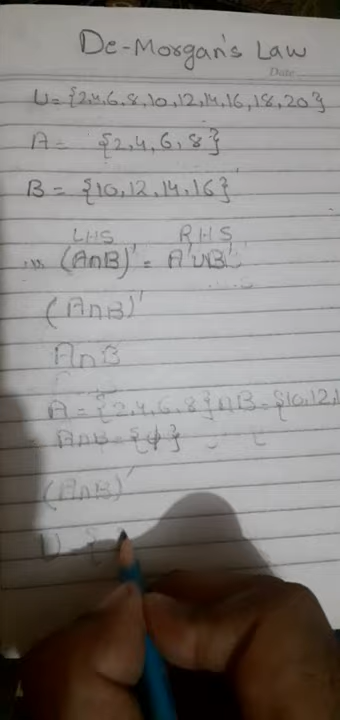 De-Morgan's Law
Date
U = {2,4,6,8,10,12,14,16,18,20}
A = {2,4,6,8}
B = {10,12,14,16}
LHS RHS
(A∩B)' = A'∪B'
(A∩B)'
A∩B
A = {2,4,6,8}∩B={10,12,1
A∩B={ϕ}
(A∩B)'
U {